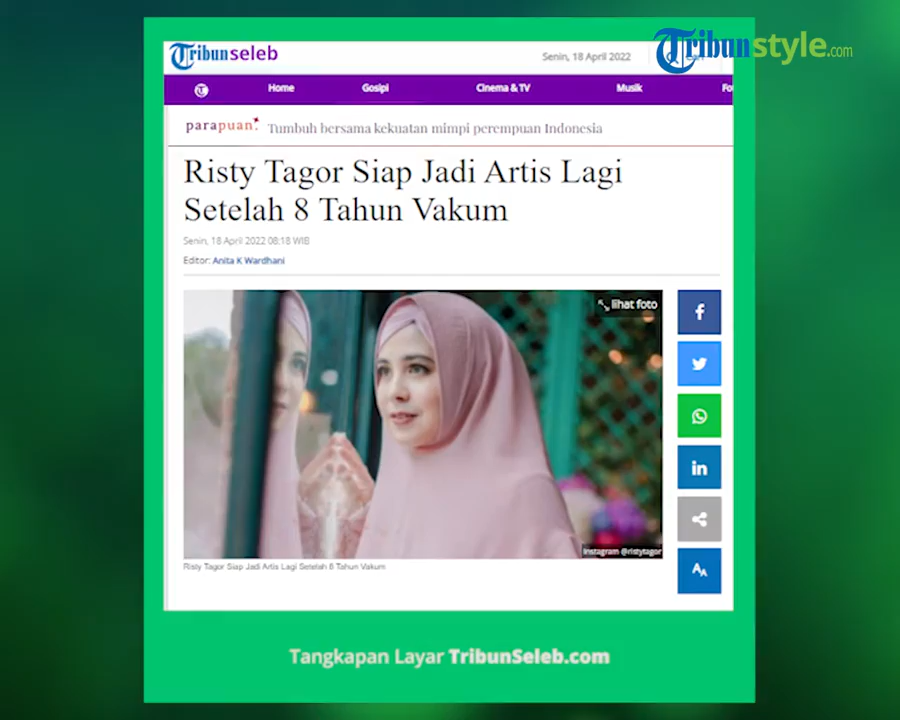 Tribunstyle.com
Tribunseleb
Senin, 18 April 2022
Home Gosipi Cinema & TV Musik Fo
parapuan Tumbuh bersama kekuatan mimpi perempuan Indonesia
Risty Tagor Siap Jadi Artis Lagi
Setelah 8 Tahun Vakum
Senin, 18 April 2022 08:18 WIB
Editor: Anita K Wardhani
lihat foto
Instagram @ristytagor
Risty Tagor Siap Jadi Artis Lagi Setelah 8 Tahun Vakum
Tangkapan Layar TribunSeleb.com